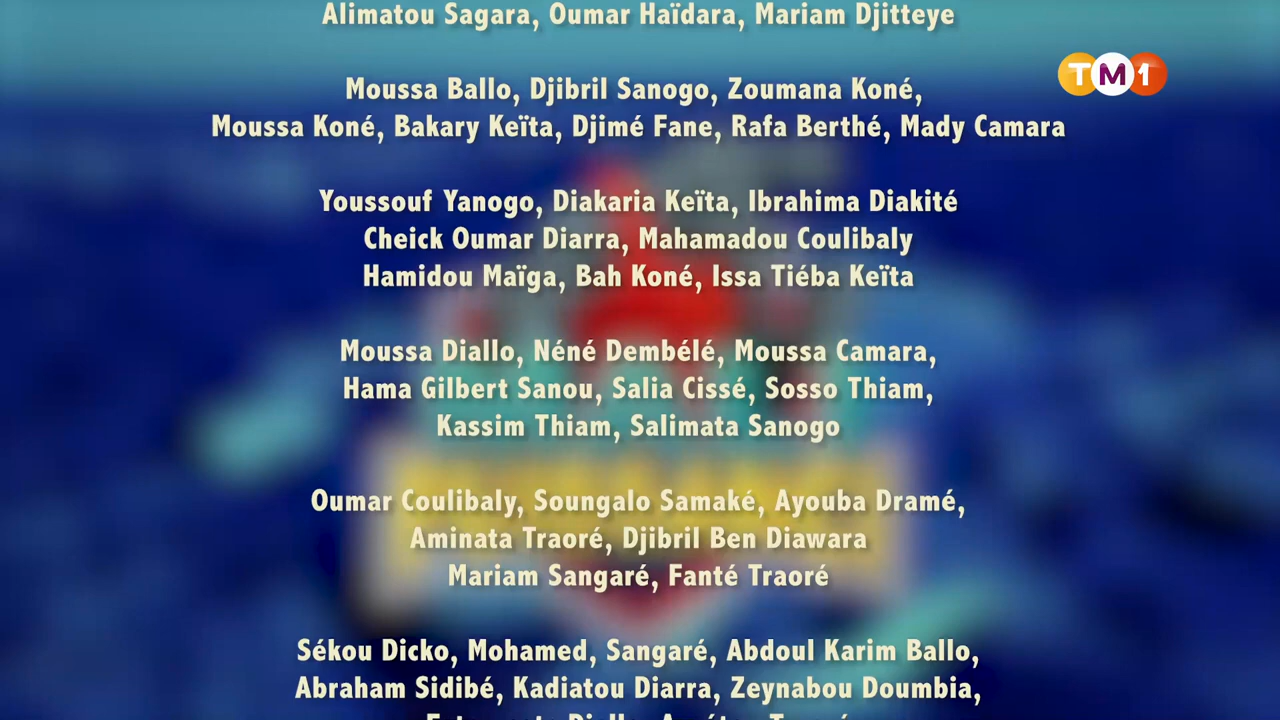 Alimatou Sagara, Oumar Haïdara, Mariam Djitteye
TM1
Moussa Ballo, Djibril Sanogo, Zoumana Koné,
Moussa Koné, Bakary Keïta, Djimé Fane, Rafa Berthé, Mady Camara
Youssouf Yanogo, Diakaria Keïta, Ibrahima Diakité
Cheick Oumar Diarra, Mahamadou Coulibaly
Hamidou Maïga, Bah Koné, Issa Tiéba Keïta
Moussa Diallo, Néné Dembélé, Moussa Camara,
Hama Gilbert Sanou, Salia Cissé, Sosso Thiam,
Kassim Thiam, Salimata Sanogo
Oumar Coulibaly, Soungalo Samaké, Ayouba Dramé,
Aminata Traoré, Djibril Ben Diawara
Mariam Sangaré, Fanté Traoré
Sékou Dicko, Mohamed, Sangaré, Abdoul Karim Ballo,
Abraham Sidibé, Kadiatou Diarra, Zeynabou Doumbia,